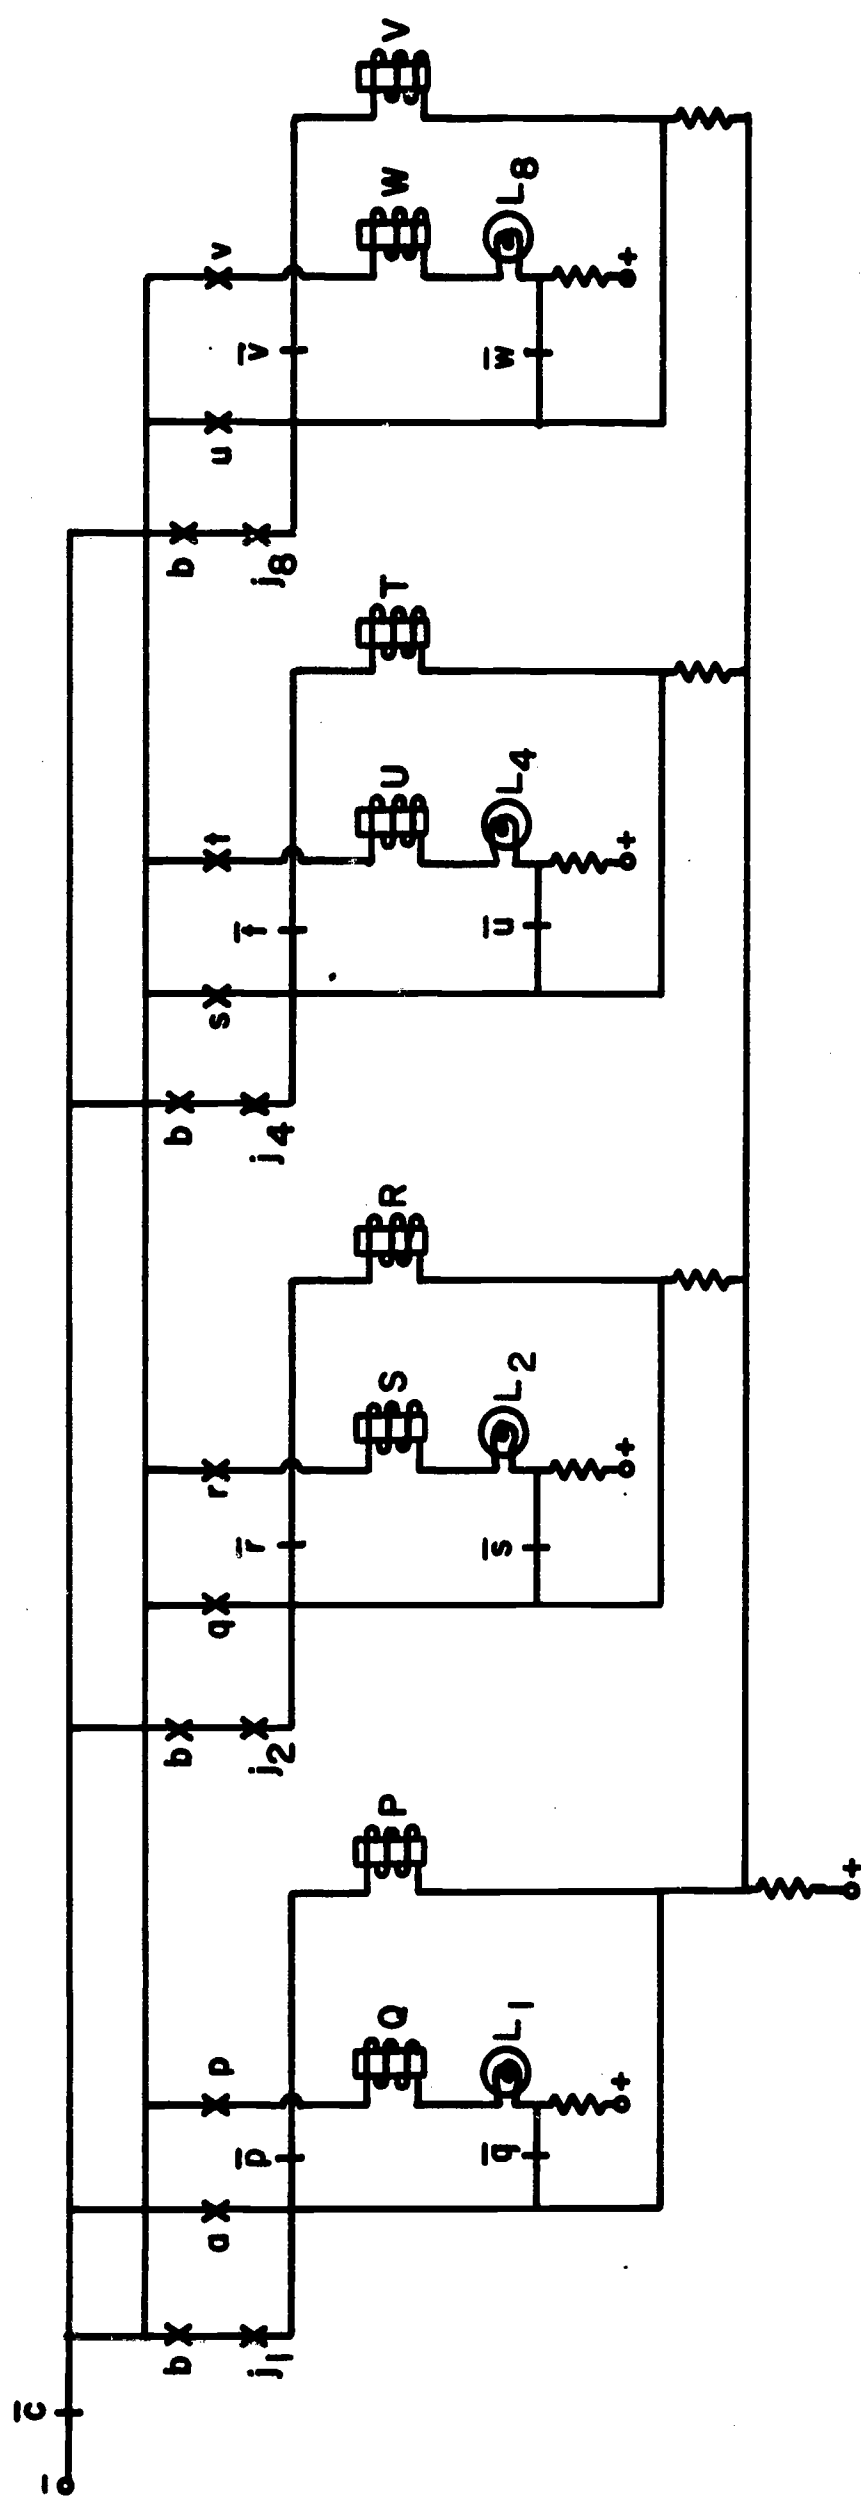 − c̄
b b b b
a p q r s t u v
p̄ r̄ t̄ v̄
j1 j2 j4 j8
Q P S R U T W V
q̄ L1 s̄ L2 ū L4 w̄ L8
+ + + +
+